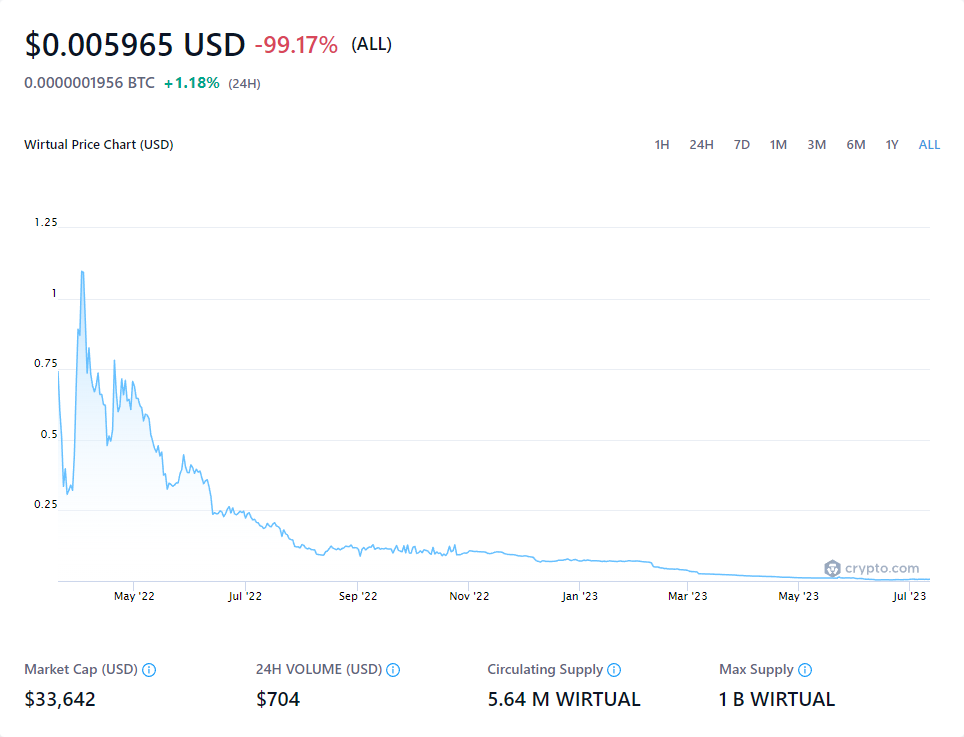 $0.005965 USD -99.17% (ALL)
0.0000001956 BTC +1.18% (24H)
Wirtual Price Chart (USD) 1H 24H 7D 1M 3M 6M 1Y ALL
1.25
1
0.75
0.5
0.25
crypto.com
May '22 Jul '22 Sep '22 Nov '22 Jan '23 Mar '23 May '23 Jul '23
Market Cap (USD) 24H VOLUME (USD) Circulating Supply Max Supply
$33,642 $704 5.64 M WIRTUAL 1 B WIRTUAL